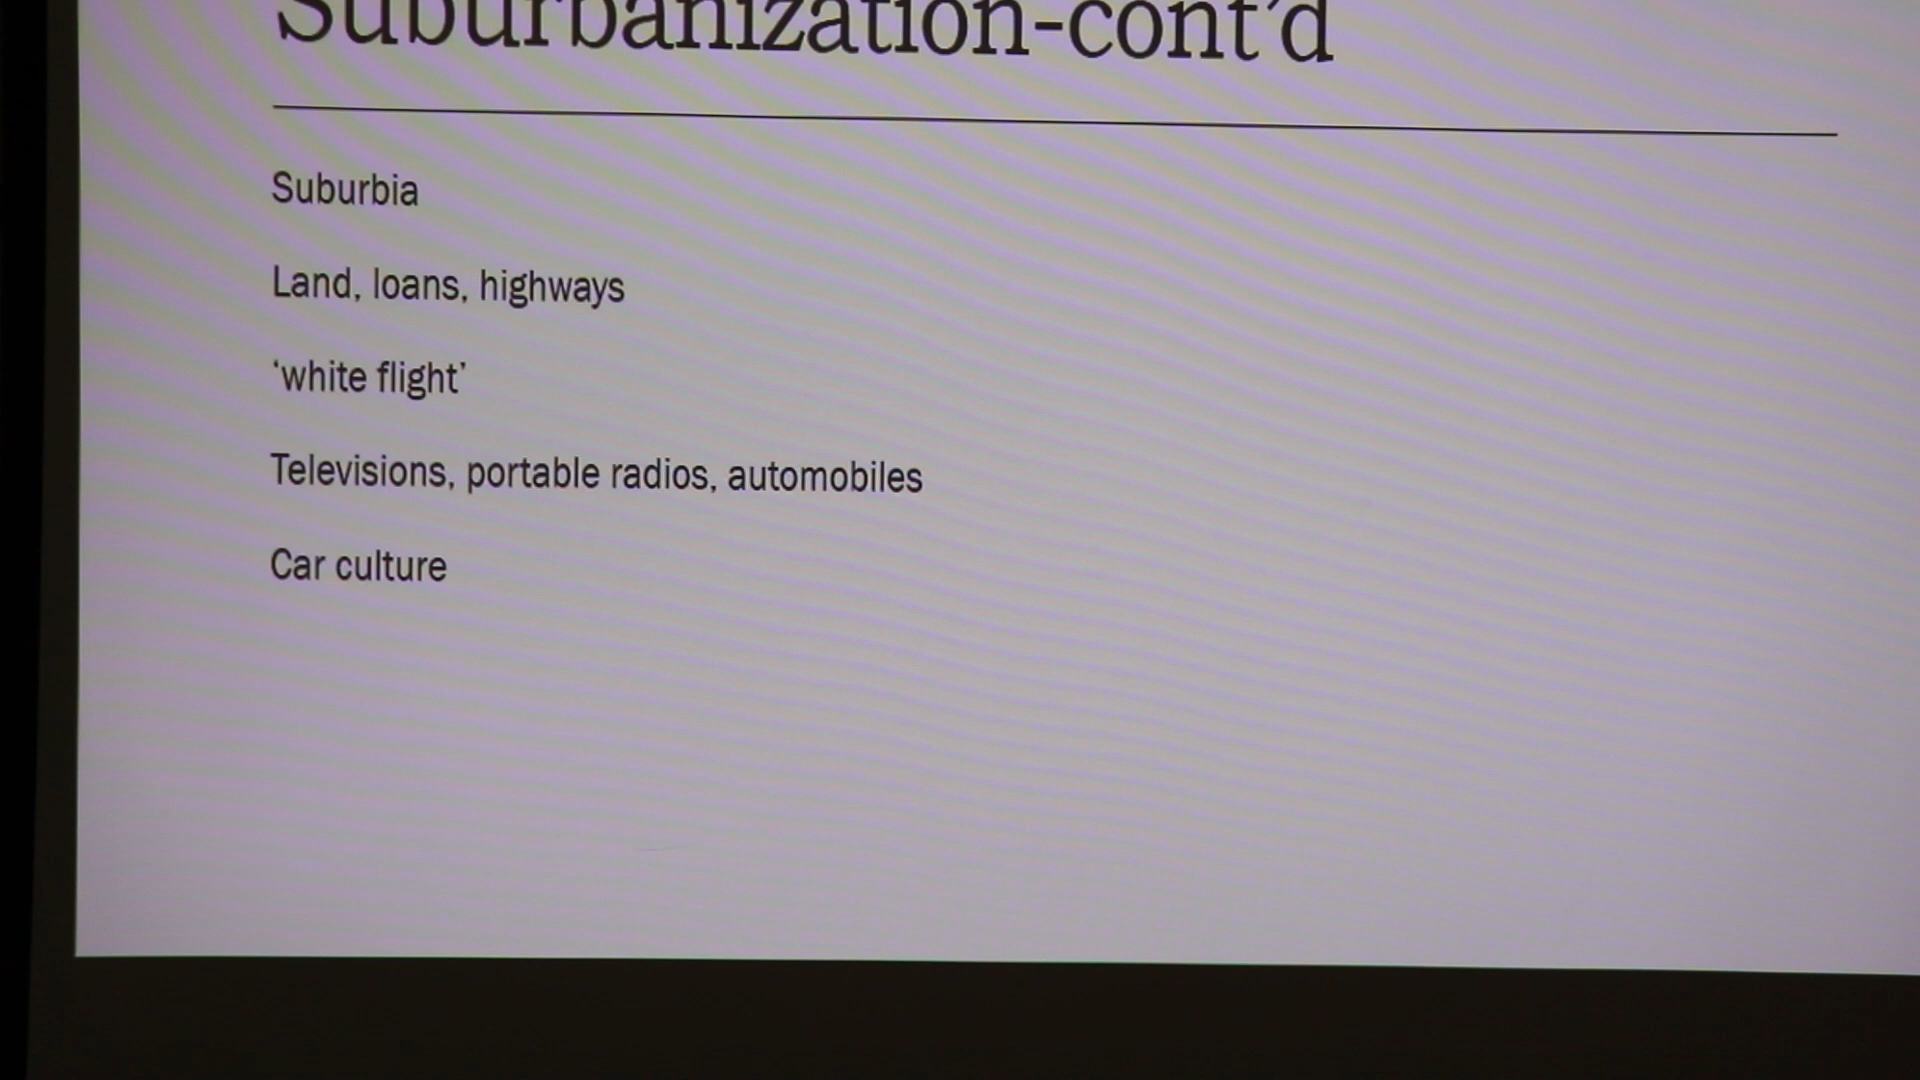 Suburbanization-cont’d
Suburbia
Land, loans, highways
‘white flight’
Televisions, portable radios, automobiles
Car culture